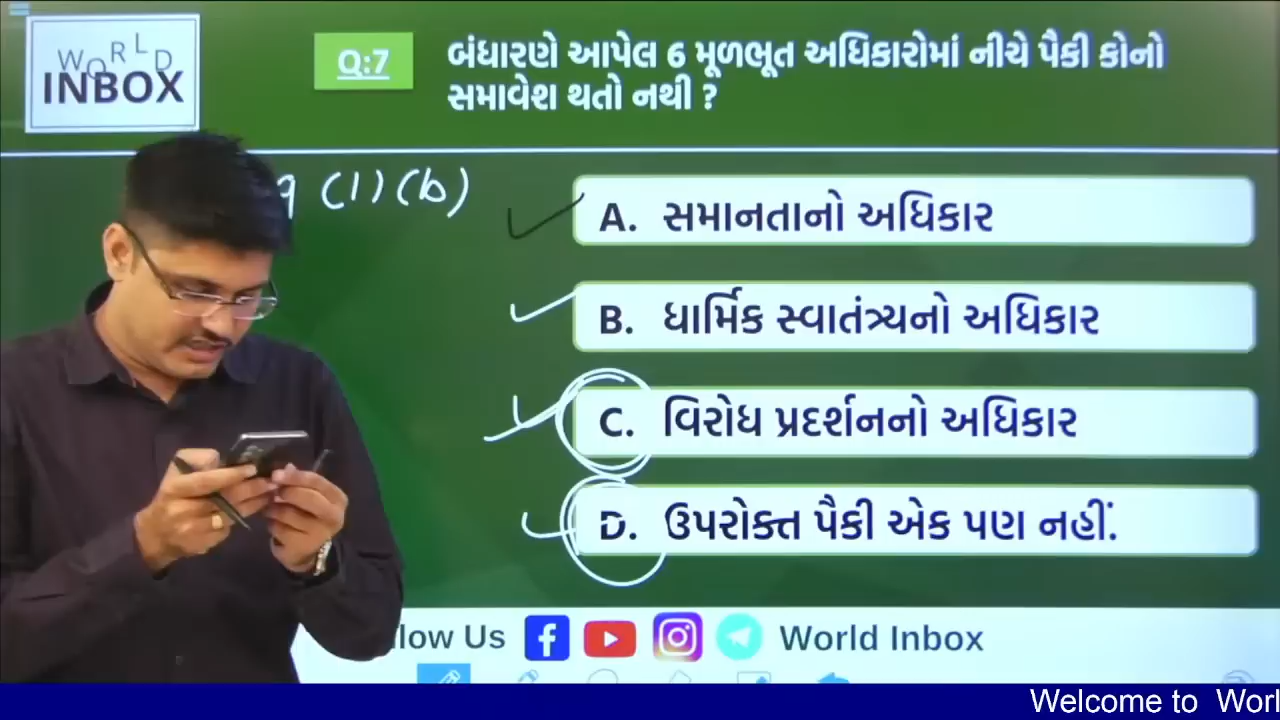 WORLD
INBOX
Q:7
બંધારણે આપેલ 6 મૂળભૂત અધિકારોમાં નીચે પૈકી કોનો
સમાવેશ થતો નથી ?
9 (1) (b)
A. સમાનતાનો અધિકાર
B. ધાર્મિક સ્વાતંત્ર્યનો અધિકાર
C. વિરોધ પ્રદર્શનનો અધિકાર
D. ઉપરોક્ત પૈકી એક પણ નહીં.
low Us
World Inbox
Welcome to Worl